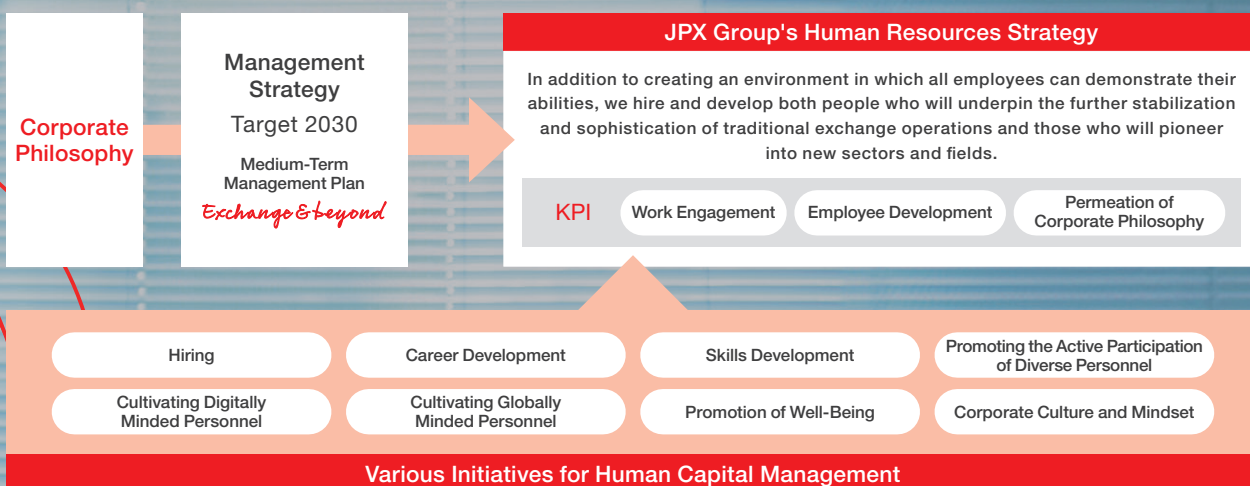 Corporate
Philosophy
Management
Strategy
Target 2030
Medium-Term
Management Plan
Exchange & beyond
JPX Group's Human Resources Strategy
In addition to creating an environment in which all employees can demonstrate their
abilities, we hire and develop both people who will underpin the further stabilization
and sophistication of traditional exchange operations and those who will pioneer
into new sectors and fields.
KPI
Work Engagement
Employee Development
Permeation of
Corporate Philosophy
Hiring
Career Development
Skills Development
Promoting the Active Participation
of Diverse Personnel
Cultivating Digitally
Minded Personnel
Cultivating Globally
Minded Personnel
Promotion of Well-Being
Corporate Culture and Mindset
Various Initiatives for Human Capital Management